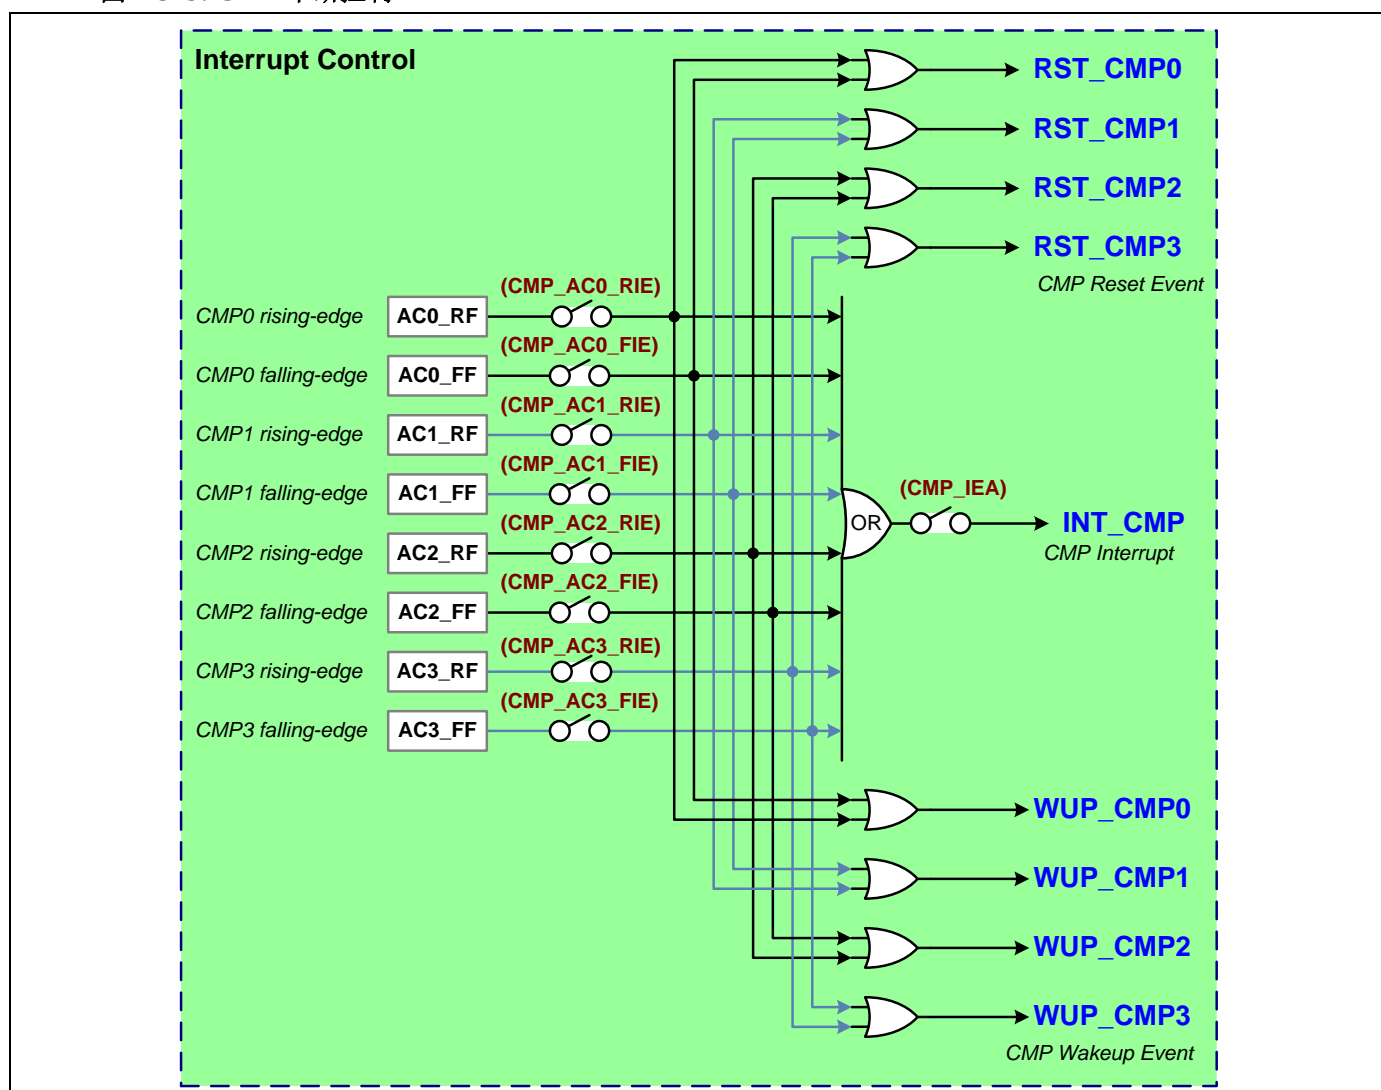 Interrupt Control
RST_CMP0
RST_CMP1
RST_CMP2
RST_CMP3
CMP Reset Event
(CMP_AC0_RIE)
CMP0 rising-edge AC0_RF
(CMP_AC0_FIE)
CMP0 falling-edge AC0_FF
(CMP_AC1_RIE)
CMP1 rising-edge AC1_RF
(CMP_AC1_FIE)
CMP1 falling-edge AC1_FF
(CMP_IEA)
OR
INT_CMP
CMP Interrupt
(CMP_AC2_RIE)
CMP2 rising-edge AC2_RF
(CMP_AC2_FIE)
CMP2 falling-edge AC2_FF
(CMP_AC3_RIE)
CMP3 rising-edge AC3_RF
(CMP_AC3_FIE)
CMP3 falling-edge AC3_FF
WUP_CMP0
WUP_CMP1
WUP_CMP2
WUP_CMP3
CMP Wakeup Event